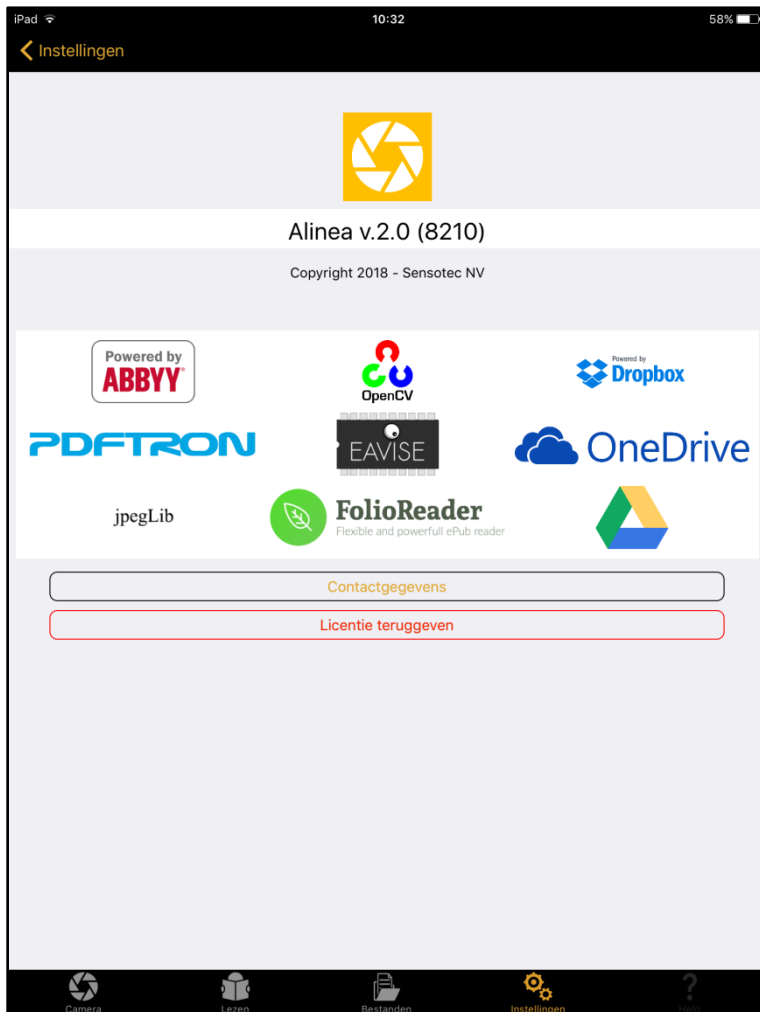 iPad 10:32 58%
Instellingen
Alinea v.2.0 (8210)
Copyright 2018 - Sensotec NV
Powered by
ABBYY®
OpenCV
Powered by
Dropbox
PDFTRON
EAVISE
OneDrive
jpegLib
FolioReader
Flexible and powerfull ePub reader
Contactgegevens
Licentie teruggeven
Camera Lezen Bestanden Instellingen Help